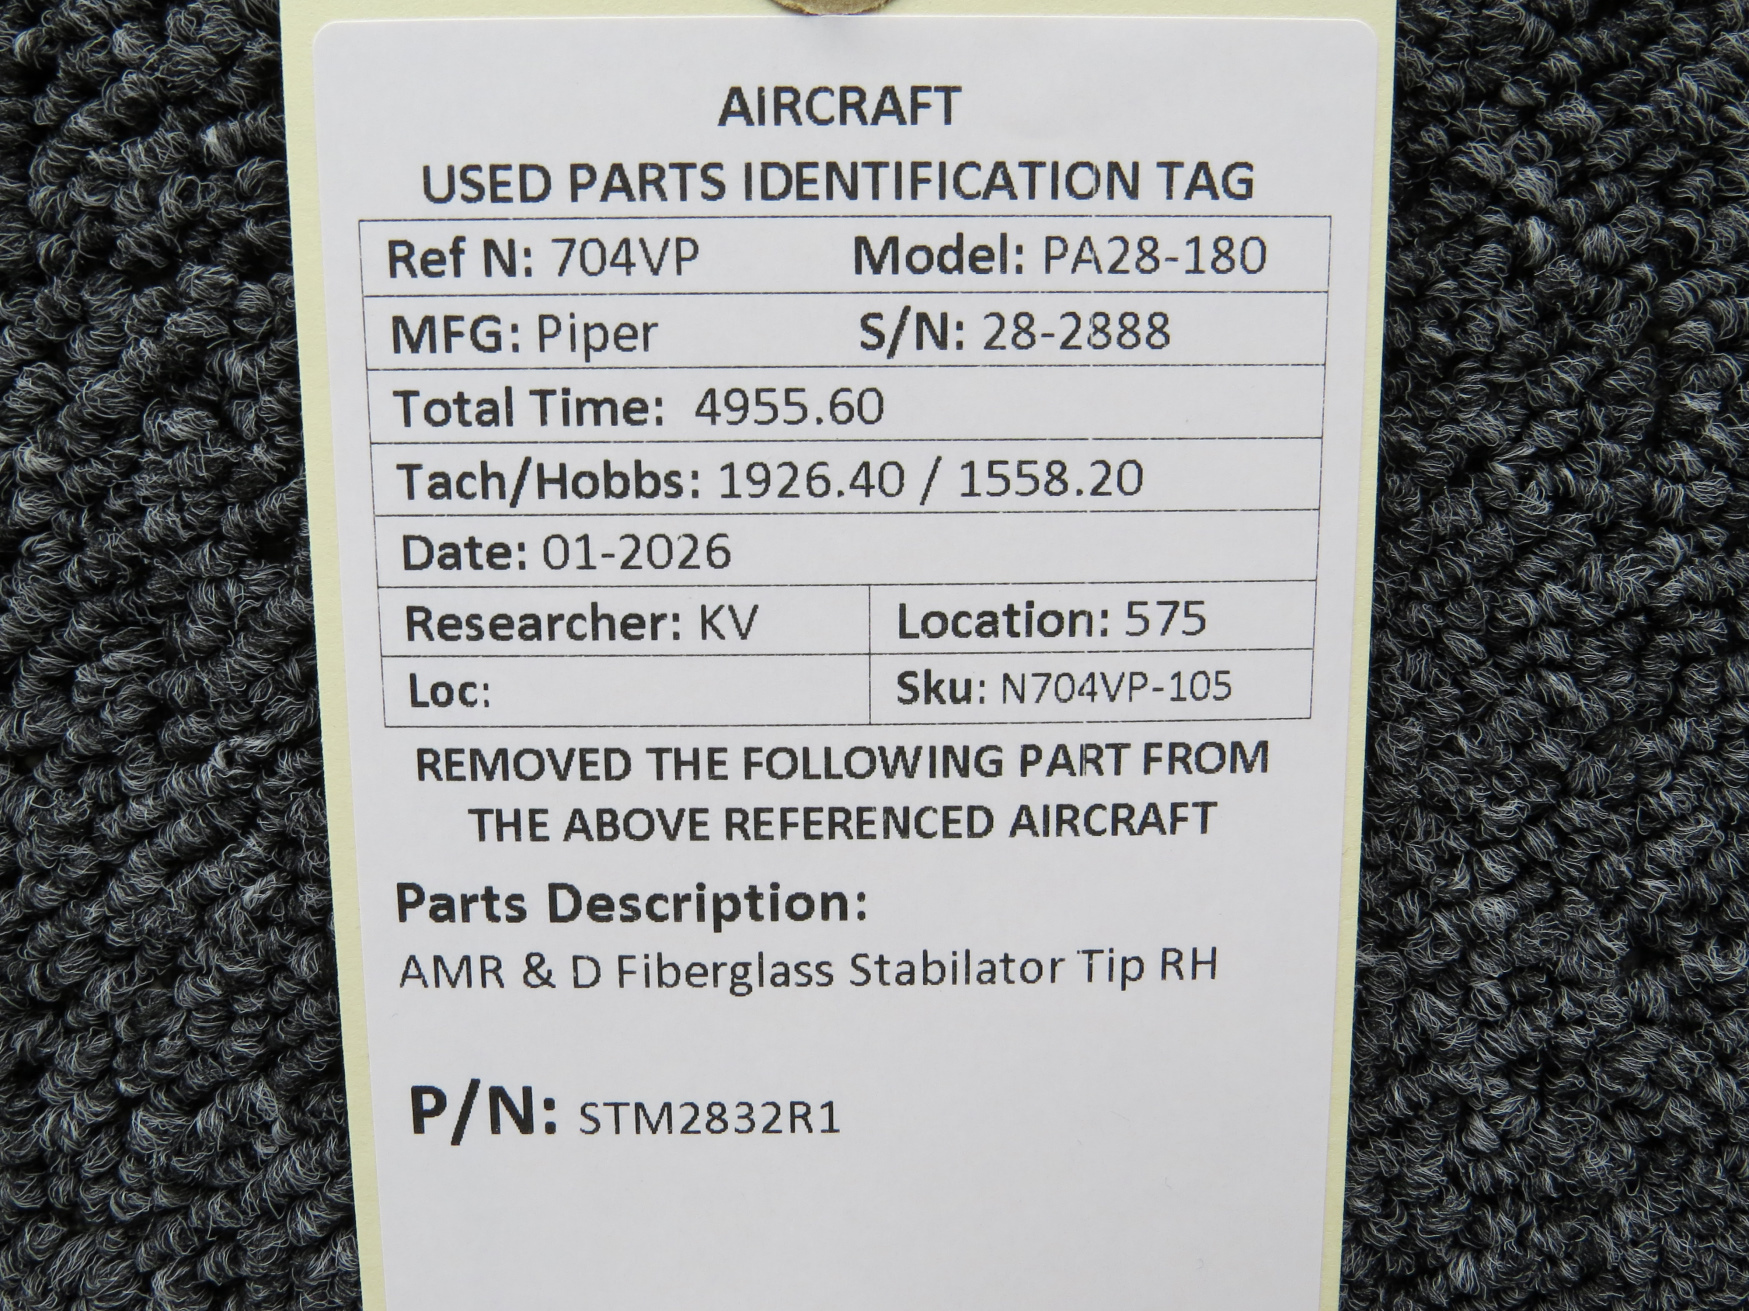 AIRCRAFT
USED PARTS IDENTIFICATION TAG
Ref N: 704VP Model: PA28-180
MFG: Piper S/N: 28-2888
Total Time: 4955.60
Tach/Hobbs: 1926.40 / 1558.20
Date: 01-2026
Researcher: KV Location: 575
Loc: Sku: N704VP-105
REMOVED THE FOLLOWING PART FROM
THE ABOVE REFERENCED AIRCRAFT
Parts Description:
AMR & D Fiberglass Stabilator Tip RH
P/N: STM2832R1